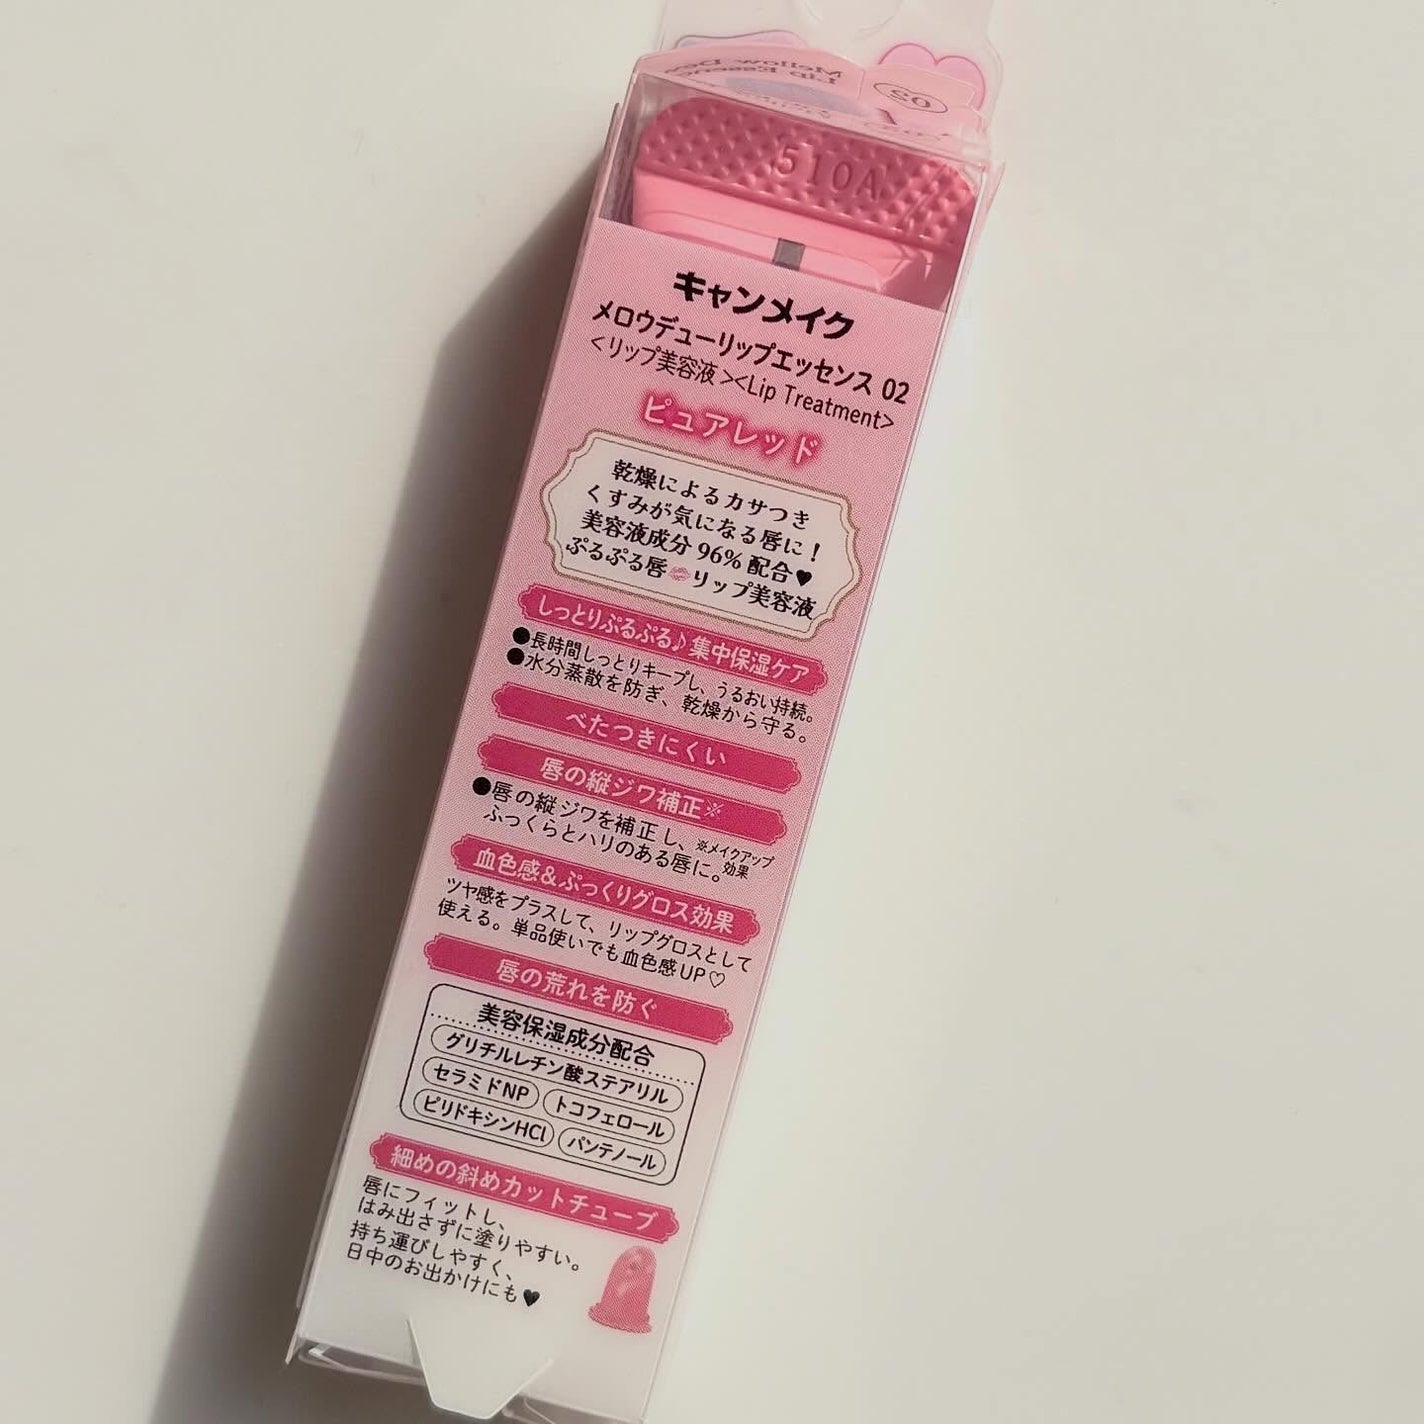 Mellow Dew
Lip Essence
02
510A
キャンメイク
メロウデューリップエッセンス 02
<リップ美容液><Lip Treatment>
ピュアレッド
乾燥によるカサつき
くすみが気になる唇に!
美容液成分 96% 配合♥
ぷるぷる唇💋リップ美容液
しっとりぷるぷる♪集中保湿ケア
●長時間しっとりキープし、うるおい持続。
●水分蒸散を防ぎ、乾燥から守る。
べたつきにくい
唇の縦ジワ補正※
●唇の縦ジワを補正し、
ふっくらとハリのある唇に。
※メイクアップ
効果
血色感&ぷっくりグロス効果
ツヤ感をプラスして、リップグロスとして
使える。単品使いでも血色感UP♡
唇の荒れを防ぐ
美容保湿成分配合
グリチルレチン酸ステアリル
セラミドNP トコフェロール
ピリドキシンHCl パンテノール
細めの斜めカットチューブ
唇にフィットし、
はみ出さずに塗りやすい。
持ち運びしやすく、
日中のお出かけにも♥